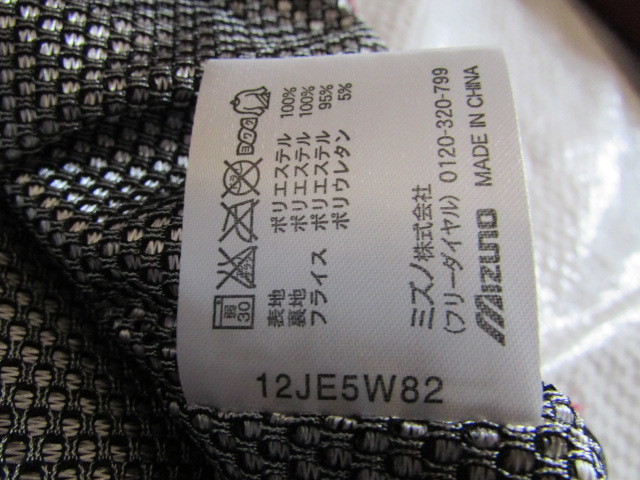 弱
30
表地 ポリエステル 100%
裏地 ポリエステル 100%
フライス ポリエステル 95%
ポリウレタン 5%
ミズノ株式会社
(フリーダイヤル) 0120-320-799
MIZUNO MADE IN CHINA
12JE5W82